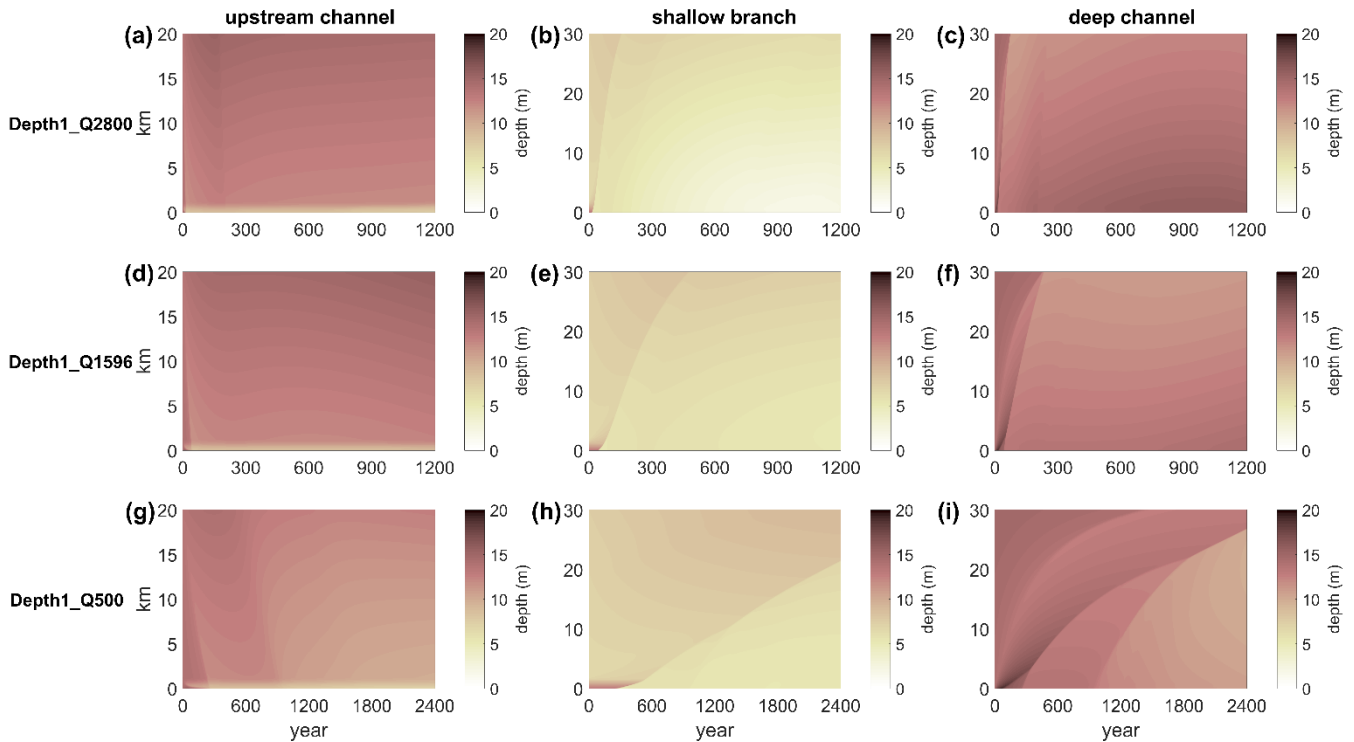 upstream channel shallow branch deep channel
(a) (b) (c)
Depth1_Q2800
km
20 15 10 5 0
0 300 600 900 1200
20 15 10 5 0
depth (m)
30 20 10 0
0 300 600 900 1200
20 15 10 5 0
depth (m)
30 20 10 0
0 300 600 900 1200
20 15 10 5 0
depth (m)
(d) (e) (f)
Depth1_Q1596
km
20 15 10 5 0
0 300 600 900 1200
20 15 10 5 0
depth (m)
30 20 10 0
0 300 600 900 1200
20 15 10 5 0
depth (m)
30 20 10 0
0 300 600 900 1200
20 15 10 5 0
depth (m)
(g) (h) (i)
Depth1_Q500
km
20 15 10 5 0
0 600 1200 1800 2400
year
20 15 10 5 0
depth (m)
30 20 10 0
0 600 1000 1800 2400
year
20 15 10 5 0
depth (m)
30 20 10 0
0 600 1000 1800 2400
year
20 15 10 5 0
depth (m)